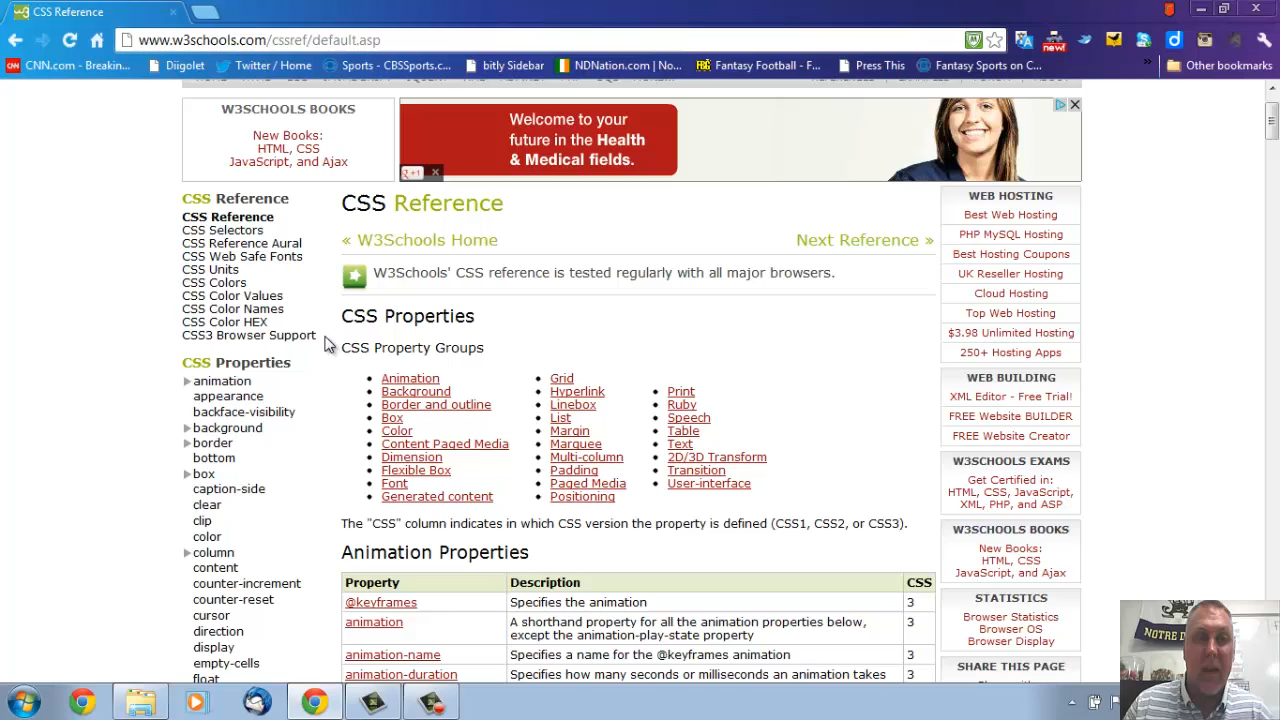 CSS Reference
www.w3schools.com/cssref/default.asp
CNN.com - Breakin...
Diigolet
Twitter / Home
Sports - CBSSports.c...
bitly Sidebar
NDNation.com | No...
Fantasy Football - F...
Press This
Fantasy Sports on C...
Other bookmarks
new!
W3SCHOOLS BOOKS
New Books:
HTML, CSS
JavaScript, and Ajax
Welcome to your
future in the Health
& Medical fields.
+1
CSS Reference
CSS Reference
CSS Selectors
CSS Reference Aural
CSS Web Safe Fonts
CSS Units
CSS Colors
CSS Color Values
CSS Color Names
CSS Color HEX
CSS3 Browser Support
CSS Properties
animation
appearance
backface-visibility
background
border
bottom
box
caption-side
clear
clip
color
column
content
counter-increment
counter-reset
cursor
direction
display
empty-cells
float
CSS Reference
« W3Schools Home
Next Reference »
W3Schools' CSS reference is tested regularly with all major browsers.
CSS Properties
CSS Property Groups
Animation
Background
Border and outline
Box
Color
Content Paged Media
Dimension
Flexible Box
Font
Generated content
Grid
Hyperlink
Linebox
List
Margin
Marquee
Multi-column
Padding
Paged Media
Positioning
Print
Ruby
Speech
Table
Text
2D/3D Transform
Transition
User-interface
The "CSS" column indicates in which CSS version the property is defined (CSS1, CSS2, or CSS3).
Animation Properties
Property Description CSS
@keyframes Specifies the animation 3
animation A shorthand property for all the animation properties below, 3
except the animation-play-state property
animation-name Specifies a name for the @keyframes animation 3
animation-duration Specifies how many seconds or milliseconds an animation takes 3
WEB HOSTING
Best Web Hosting
PHP MySQL Hosting
Best Hosting Coupons
UK Reseller Hosting
Cloud Hosting
Top Web Hosting
$3.98 Unlimited Hosting
250+ Hosting Apps
WEB BUILDING
XML Editor - Free Trial!
FREE Website BUILDER
FREE Website Creator
W3SCHOOLS EXAMS
Get Certified in:
HTML, CSS, JavaScript,
XML, PHP, and ASP
W3SCHOOLS BOOKS
New Books:
HTML, CSS
JavaScript, and Ajax
STATISTICS
Browser Statistics
Browser OS
Browser Display
SHARE THIS PAGE
NOTRE D